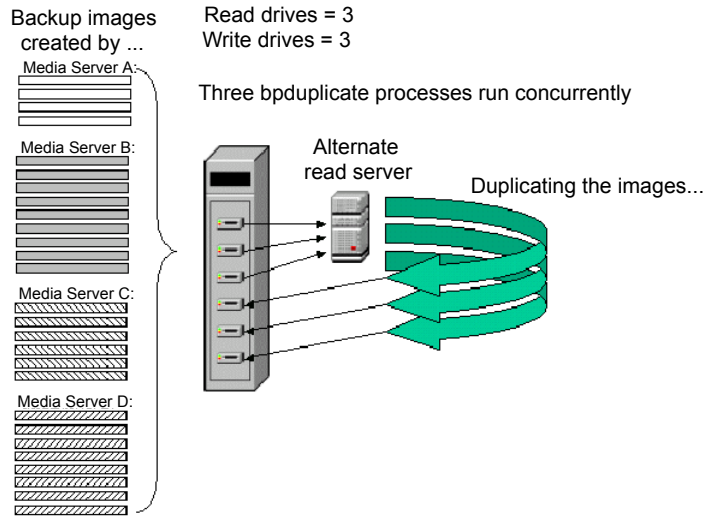 Backup images
created by ...
Read drives = 3
Write drives = 3
Media Server A:
Three bpduplicate processes run concurrently
Media Server B:
Alternate
read server
Duplicating the images...
Media Server C:
Media Server D: